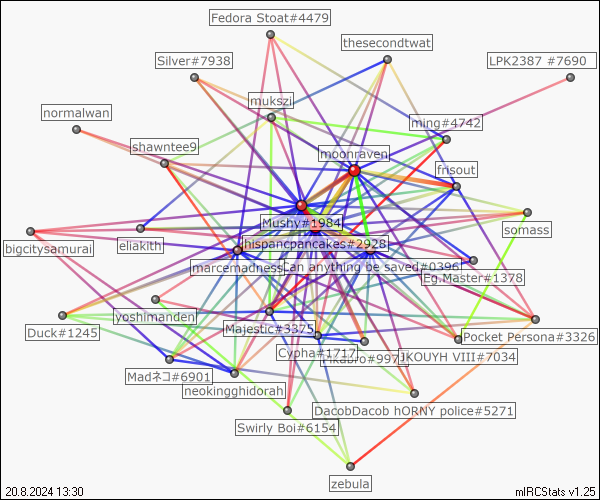 Fedora Stoat#4479
thesecondtwat
Silver#7938
LPK2387 #7690
mukszi
normalwan
ming#4742
shawntee9
moonraven
frisout
Mushy#1984
somass
bigcitysamurai
eliakith
hispancpancakes#2928
marcemadness
Can anything be saved#0396
Eg.Master#1378
yoshimanden
Duck#1245
Majestic#3375
Pocket Persona#3326
Cypha#1717
JKOUYH VIII#7034
Madネコ#6901
neokingghidorah
DacobDacob hORNY police#5271
Swirly Boi#6154
zebula
20.8.2024 13:30
mIRCStats v1.25